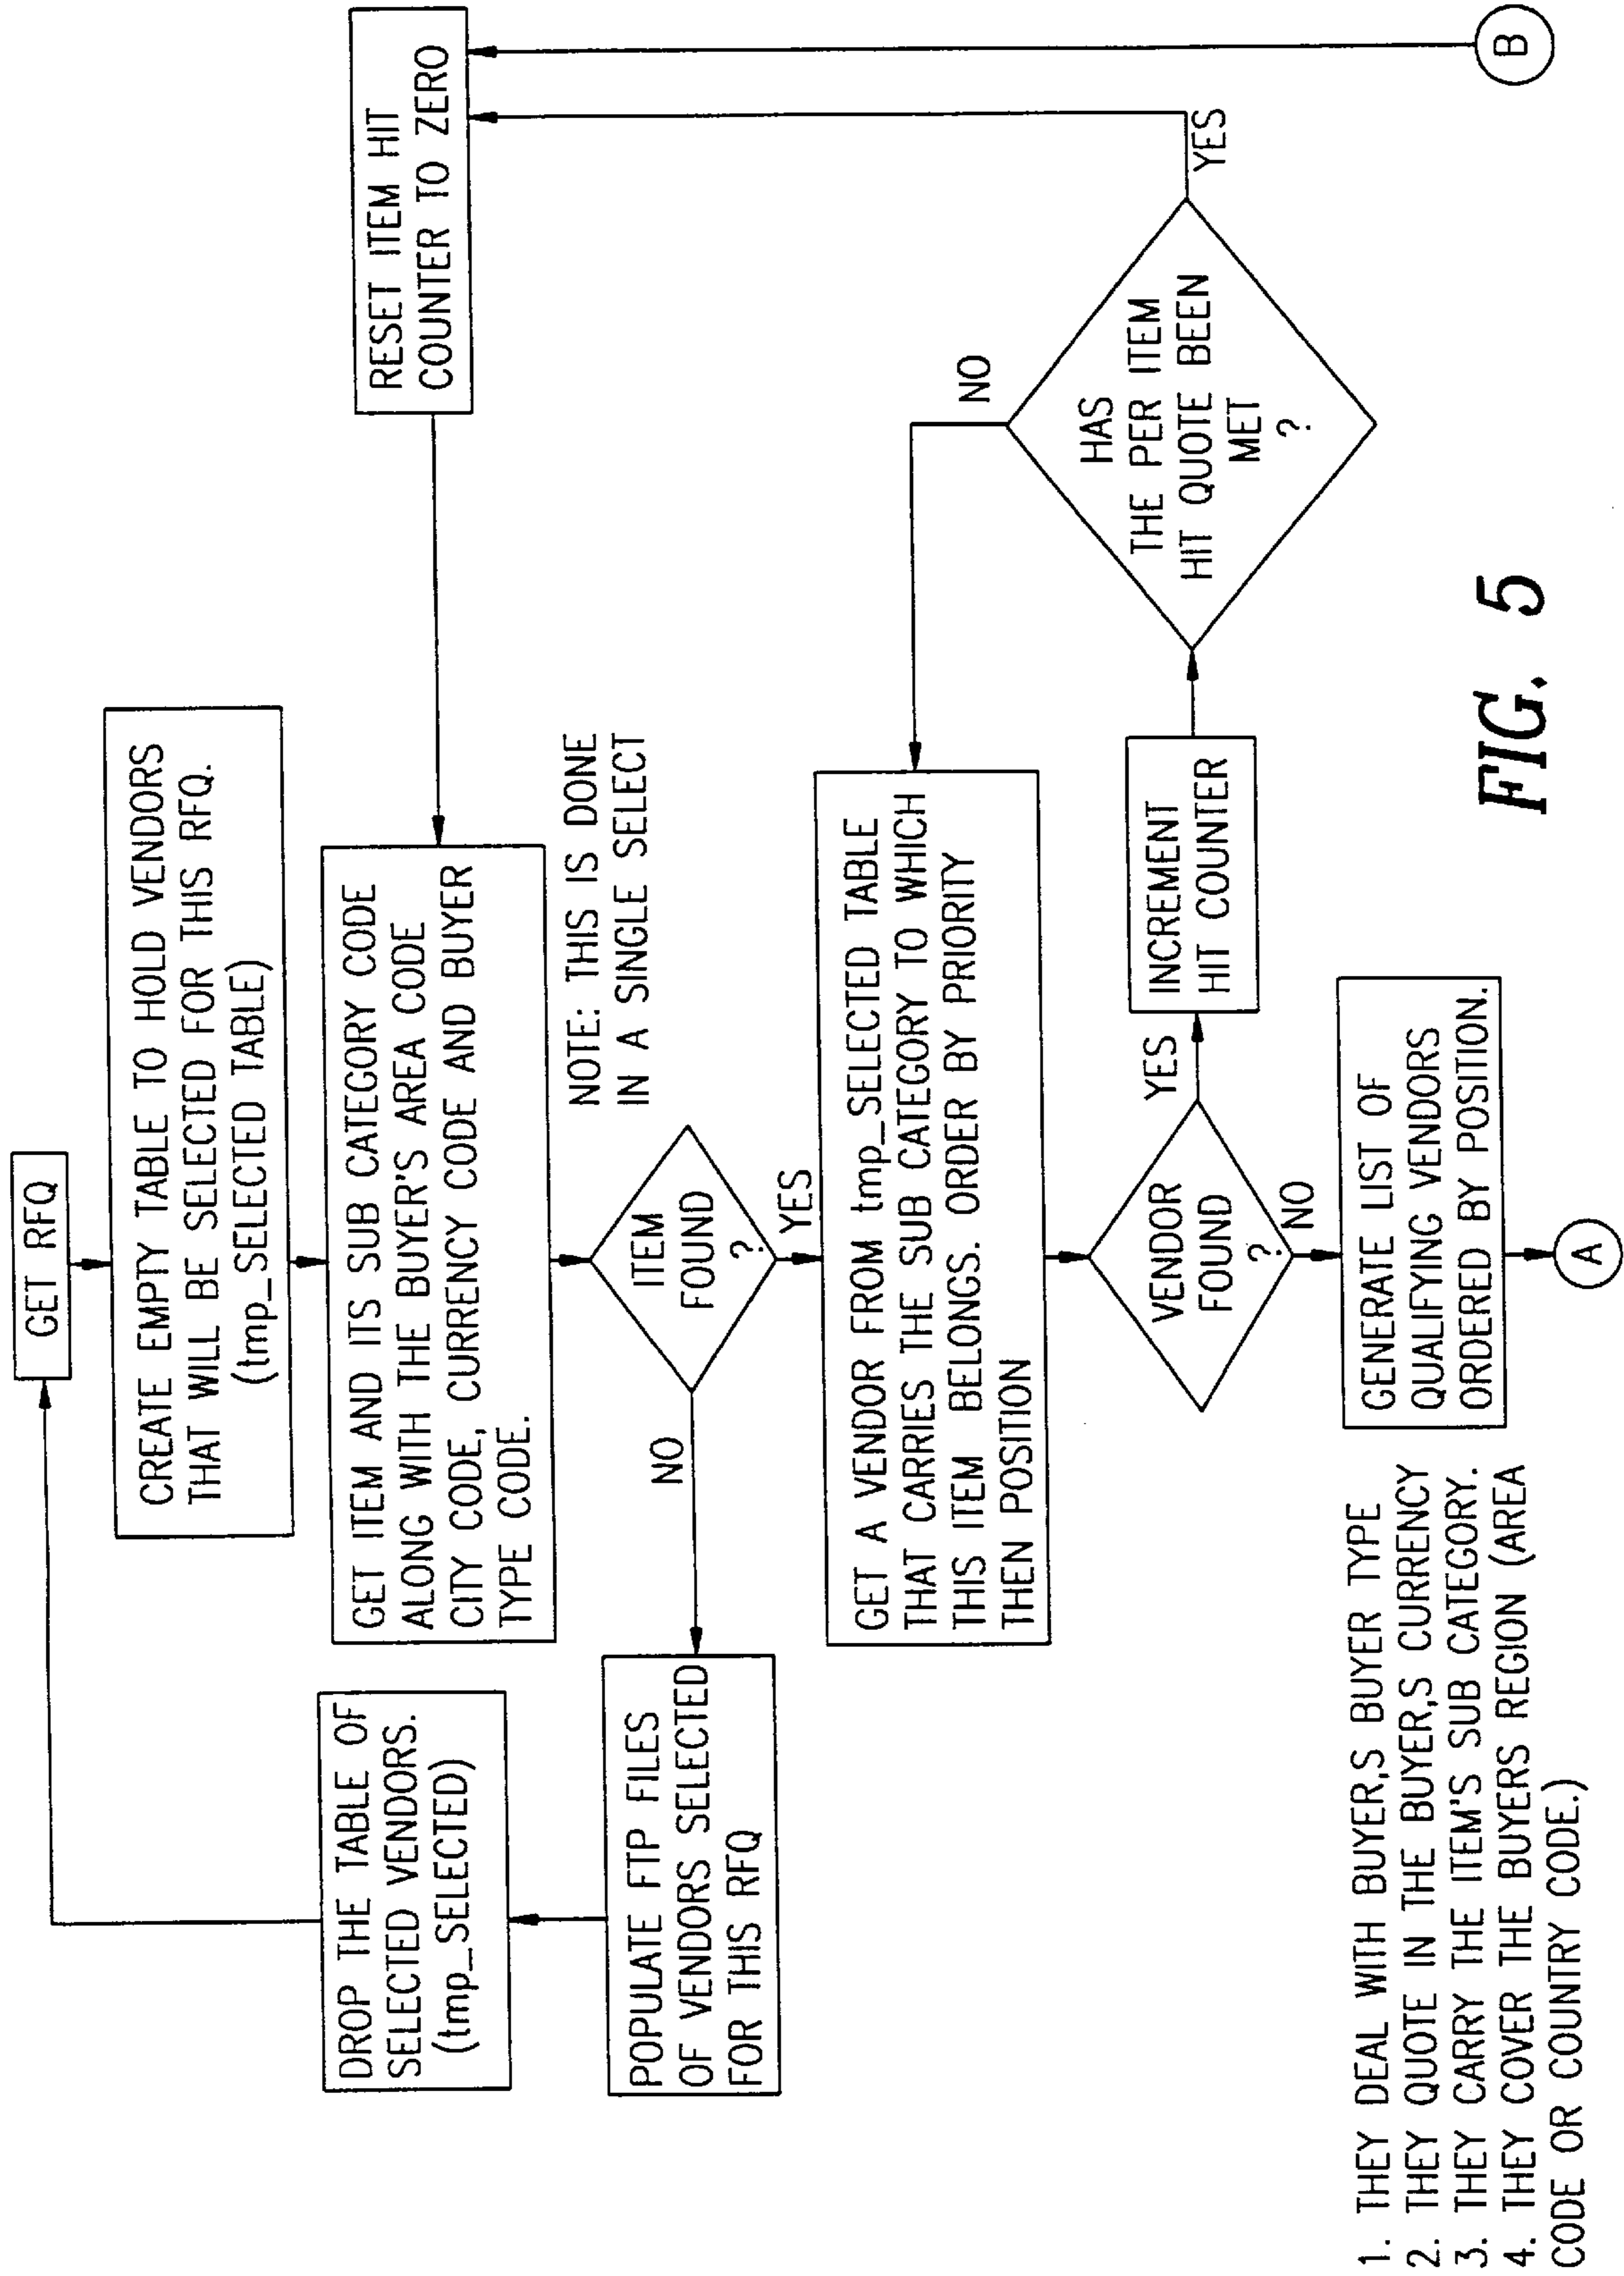 GET RFQ
CREATE EMPTY TABLE TO HOLD VENDORS
THAT WILL BE SELECTED FOR THIS RFQ.
(tmp_SELECTED TABLE)
DROP THE TABLE OF
SELECTED VENDORS.
(tmp_SELECTED)
GET ITEM AND ITS SUB CATEGORY CODE
ALONG WITH THE BUYER'S AREA CODE
CITY CODE, CURRENCY CODE AND BUYER
TYPE CODE.
RESET ITEM HIT
COUNTER TO ZERO
NOTE: THIS IS DONE
IN A SINGLE SELECT
ITEM
FOUND
?
NO
YES
POPULATE FTP FILES
OF VENDORS SELECTED
FOR THIS RFQ
GET A VENDOR FROM tmp_SELECTED TABLE
THAT CARRIES THE SUB CATEGORY TO WHICH
THIS ITEM BELONGS. ORDER BY PRIORITY
THEN POSITION
NO
HAS
THE PER ITEM
HIT QUOTE BEEN
MET
?
YES
VENDOR
FOUND
?
YES
INCREMENT
HIT COUNTER
NO
GENERATE LIST OF
QUALIFYING VENDORS
ORDERED BY POSITION.
A
B
1. THEY DEAL WITH BUYER,S BUYER TYPE
2. THEY QUOTE IN THE BUYER,S CURRENCY
3. THEY CARRY THE ITEM'S SUB CATEGORY.
4. THEY COVER THE BUYERS REGION (AREA
CODE OR COUNTRY CODE.)
FIG. 5